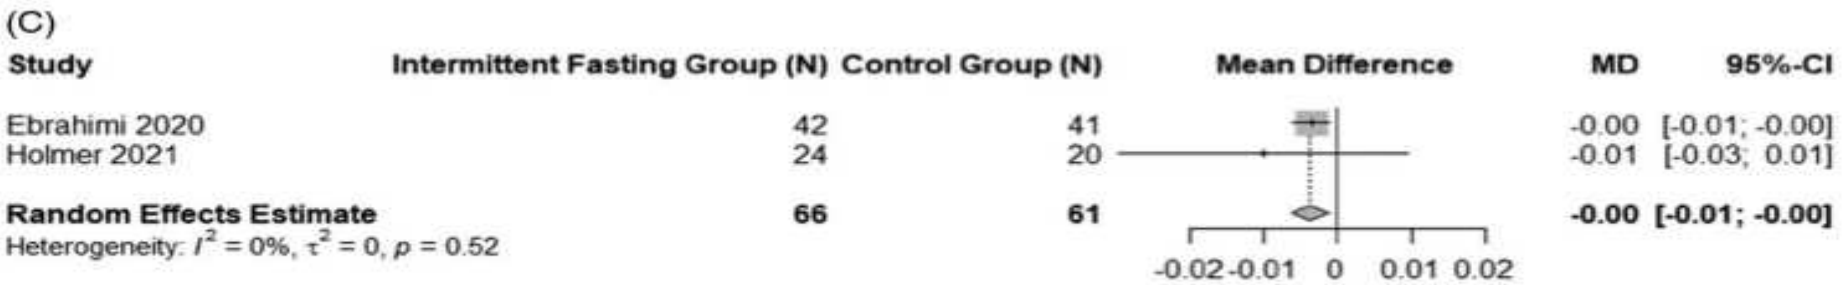 (C)
Study Intermittent Fasting Group (N) Control Group (N) Mean Difference MD 95%-CI
Ebrahimi 2020 42 41 -0.00 [-0.01; -0.00]
Holmer 2021 24 20 -0.01 [-0.03; 0.01]
Random Effects Estimate 66 61 -0.00 [-0.01; -0.00]
Heterogeneity: I² = 0%, τ² = 0, p = 0.52
-0.02 -0.01 0 0.01 0.02